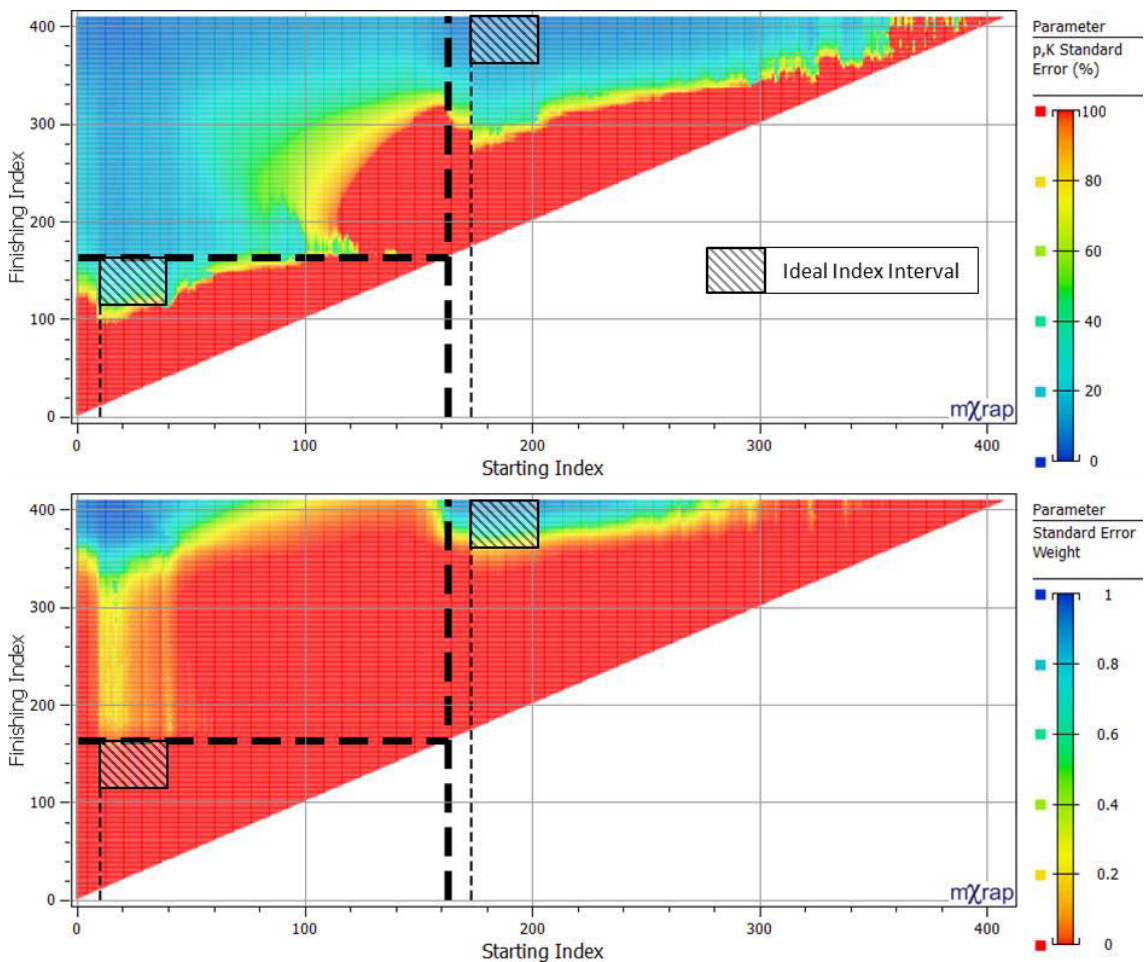 Parameter
p,K Standard
Error (%)
100
80
60
40
20
0
Finishing Index
400
300
200
100
0
Ideal Index Interval
mχrap
0 100 200 300 400
Starting Index
Parameter
Standard Error
Weight
1
0.8
0.6
0.4
0.2
0
Finishing Index
400
300
200
100
0
mχrap
0 100 200 300 400
Starting Index